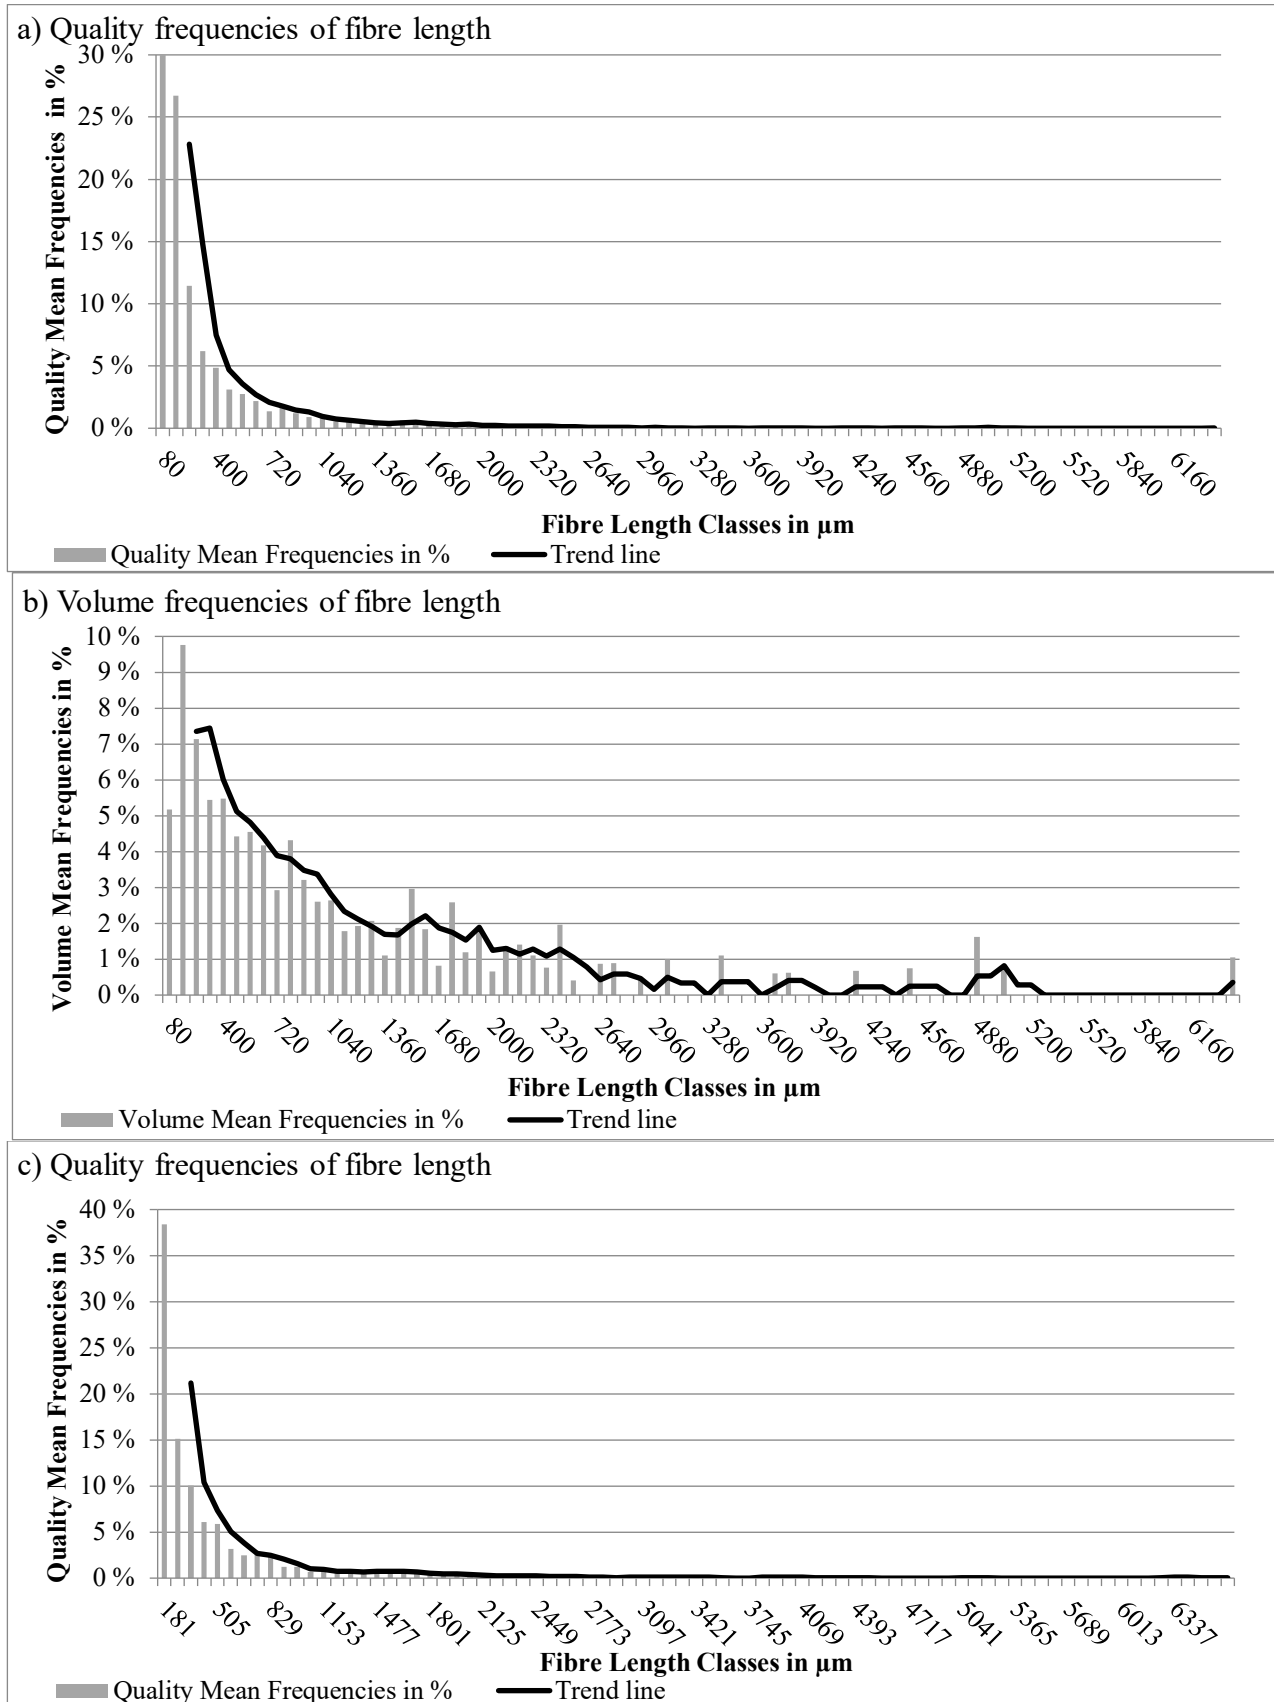 a) Quality frequencies of fibre length
30 %
25 %
20 %
15 %
10 %
5 %
0 %
Quality Mean Frequencies in %
80 400 720 1040 1360 1680 2000 2320 2640 2960 3280 3600 3920 4240 4560 4880 5200 5520 5840 6160
Fibre Length Classes in µm
Quality Mean Frequencies in % Trend line
b) Volume frequencies of fibre length
10 %
9 %
8 %
7 %
6 %
5 %
4 %
3 %
2 %
1 %
0 %
Volume Mean Frequencies in %
80 400 720 1040 1360 1680 2000 2320 2640 2960 3280 3600 3920 4240 4560 4880 5200 5520 5840 6160
Fibre Length Classes in µm
Volume Mean Frequencies in % Trend line
c) Quality frequencies of fibre length
40 %
35 %
30 %
25 %
20 %
15 %
10 %
5 %
0 %
Quality Mean Frequencies in %
181 505 829 1153 1477 1801 2125 2449 2773 3097 3421 3745 4069 4393 4717 5041 5365 5689 6013 6337
Fibre Length Classes in µm
Quality Mean Frequencies in % Trend line